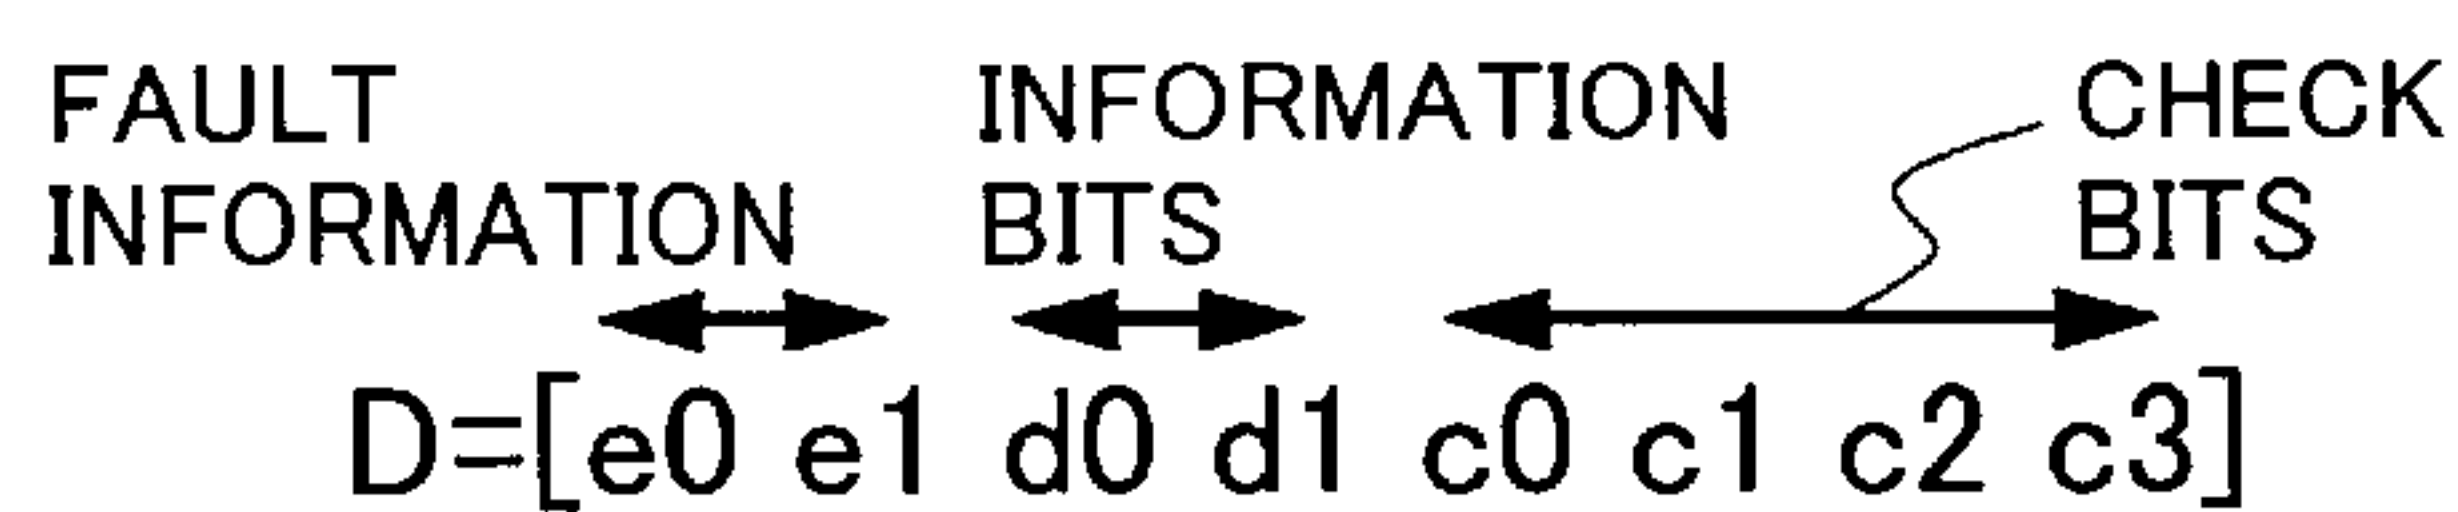 FAULT
INFORMATION
INFORMATION
BITS
CHECK
BITS
D=[e0 e1 d0 d1 c0 c1 c2 c3]